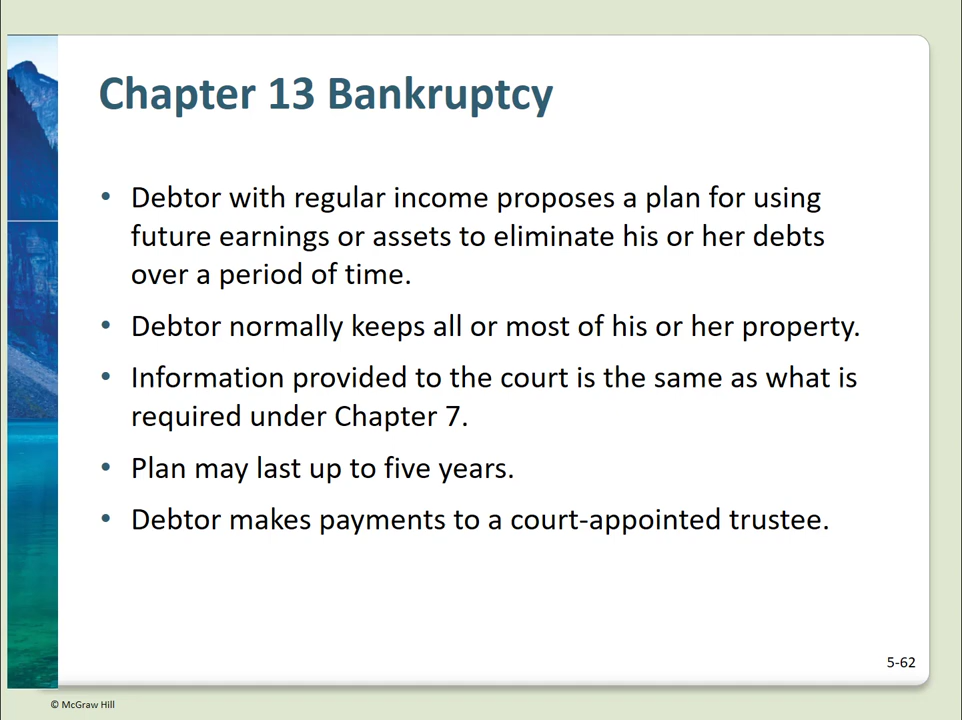 Chapter 13 Bankruptcy
• Debtor with regular income proposes a plan for using
future earnings or assets to eliminate his or her debts
over a period of time.
• Debtor normally keeps all or most of his or her property.
• Information provided to the court is the same as what is
required under Chapter 7.
• Plan may last up to five years.
• Debtor makes payments to a court-appointed trustee.
5-62
© McGraw Hill